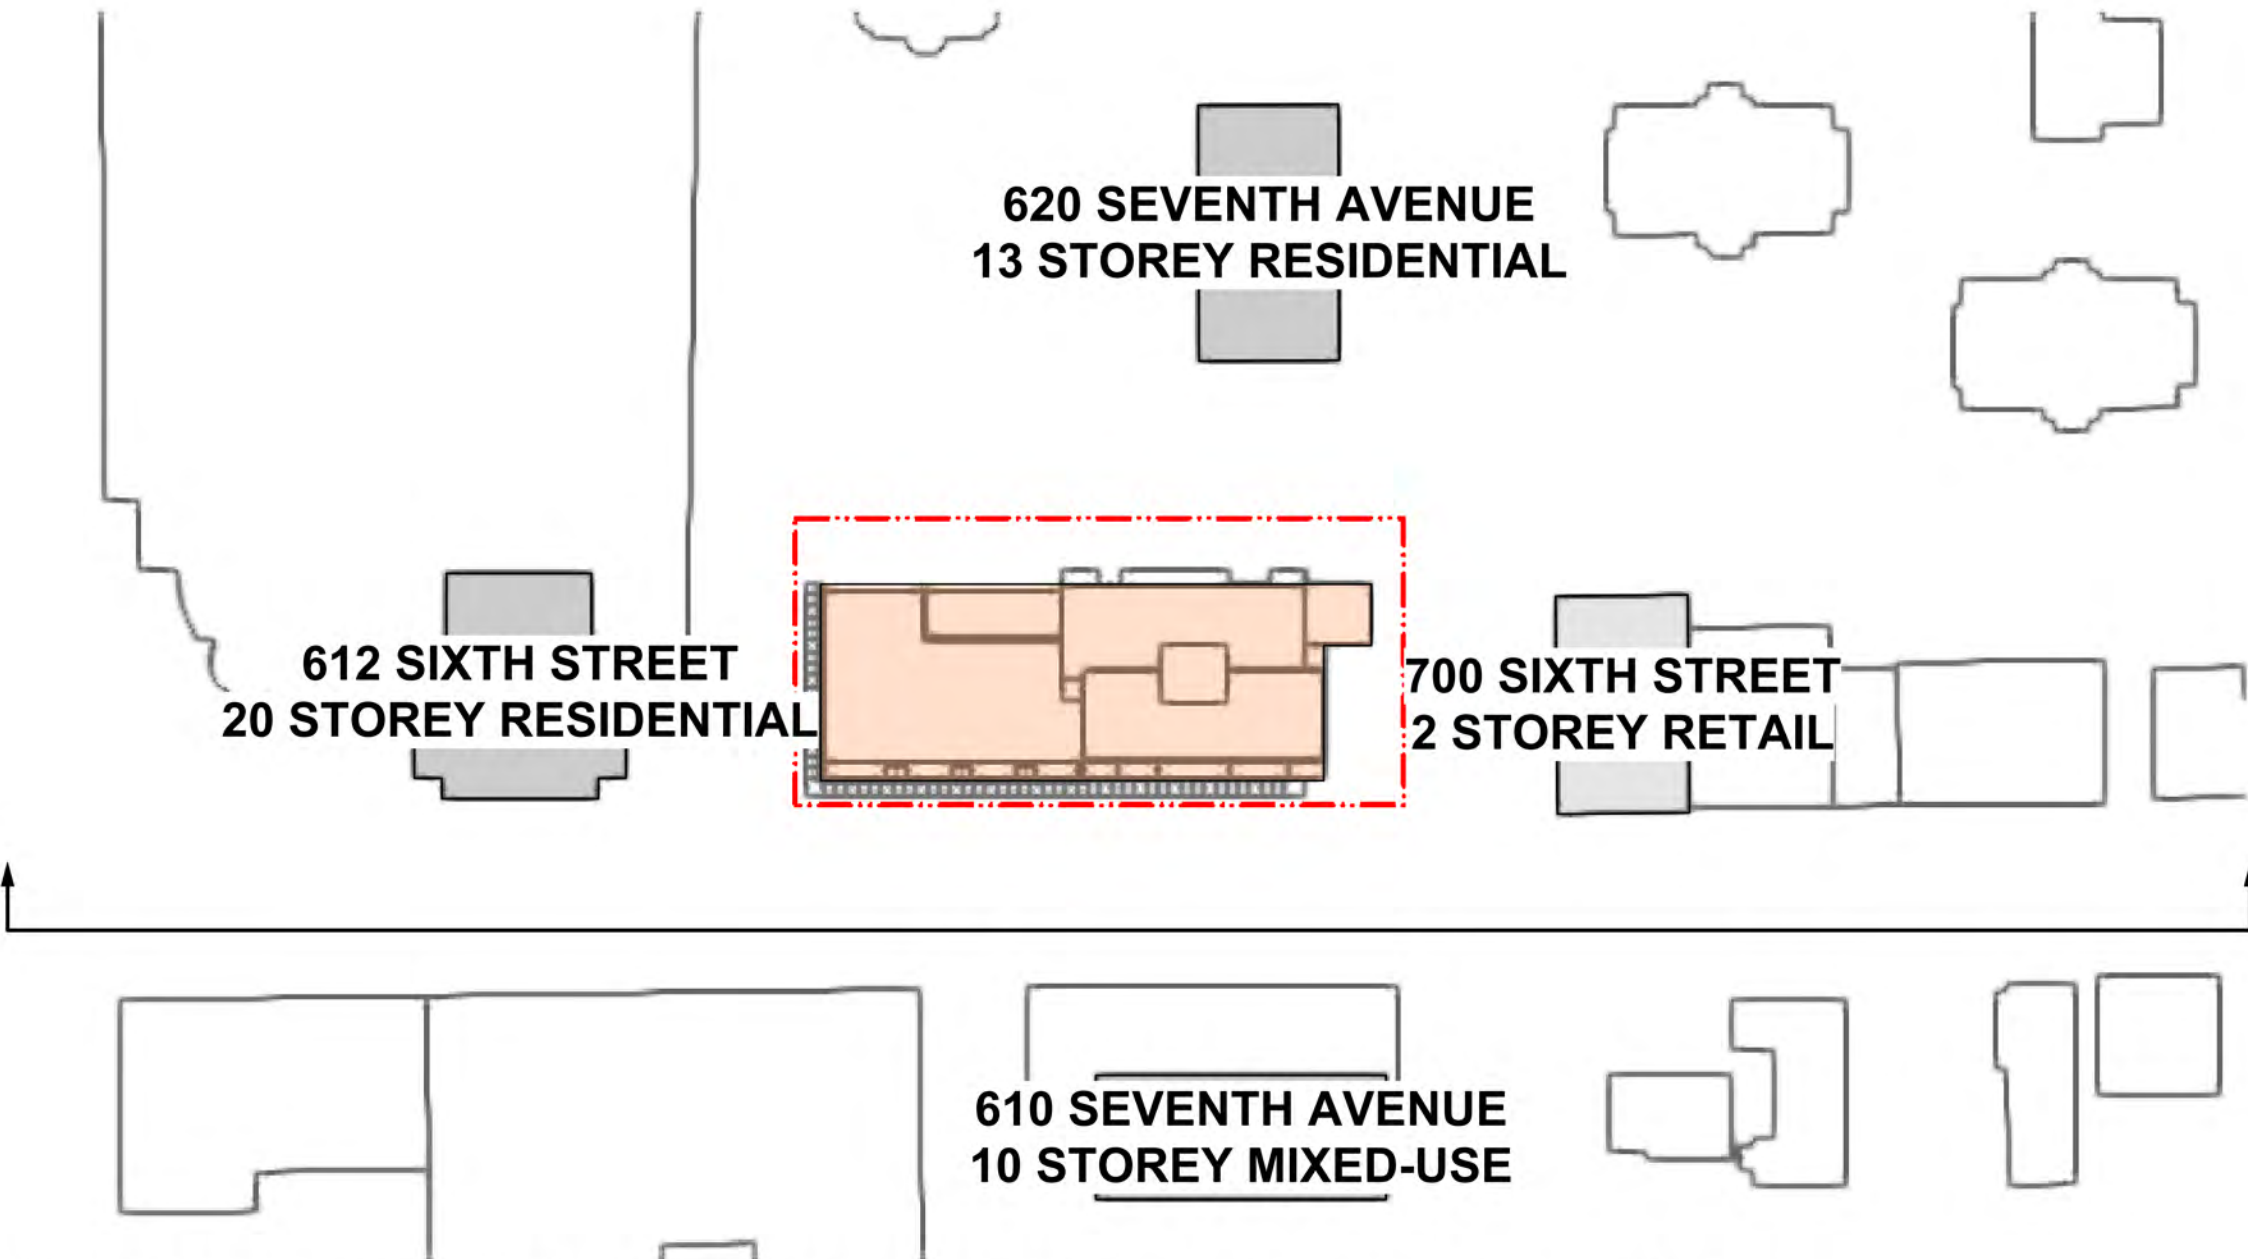 620 SEVENTH AVENUE
13 STOREY RESIDENTIAL
612 SIXTH STREET
20 STOREY RESIDENTIAL
700 SIXTH STREET
2 STOREY RETAIL
610 SEVENTH AVENUE
10 STOREY MIXED-USE